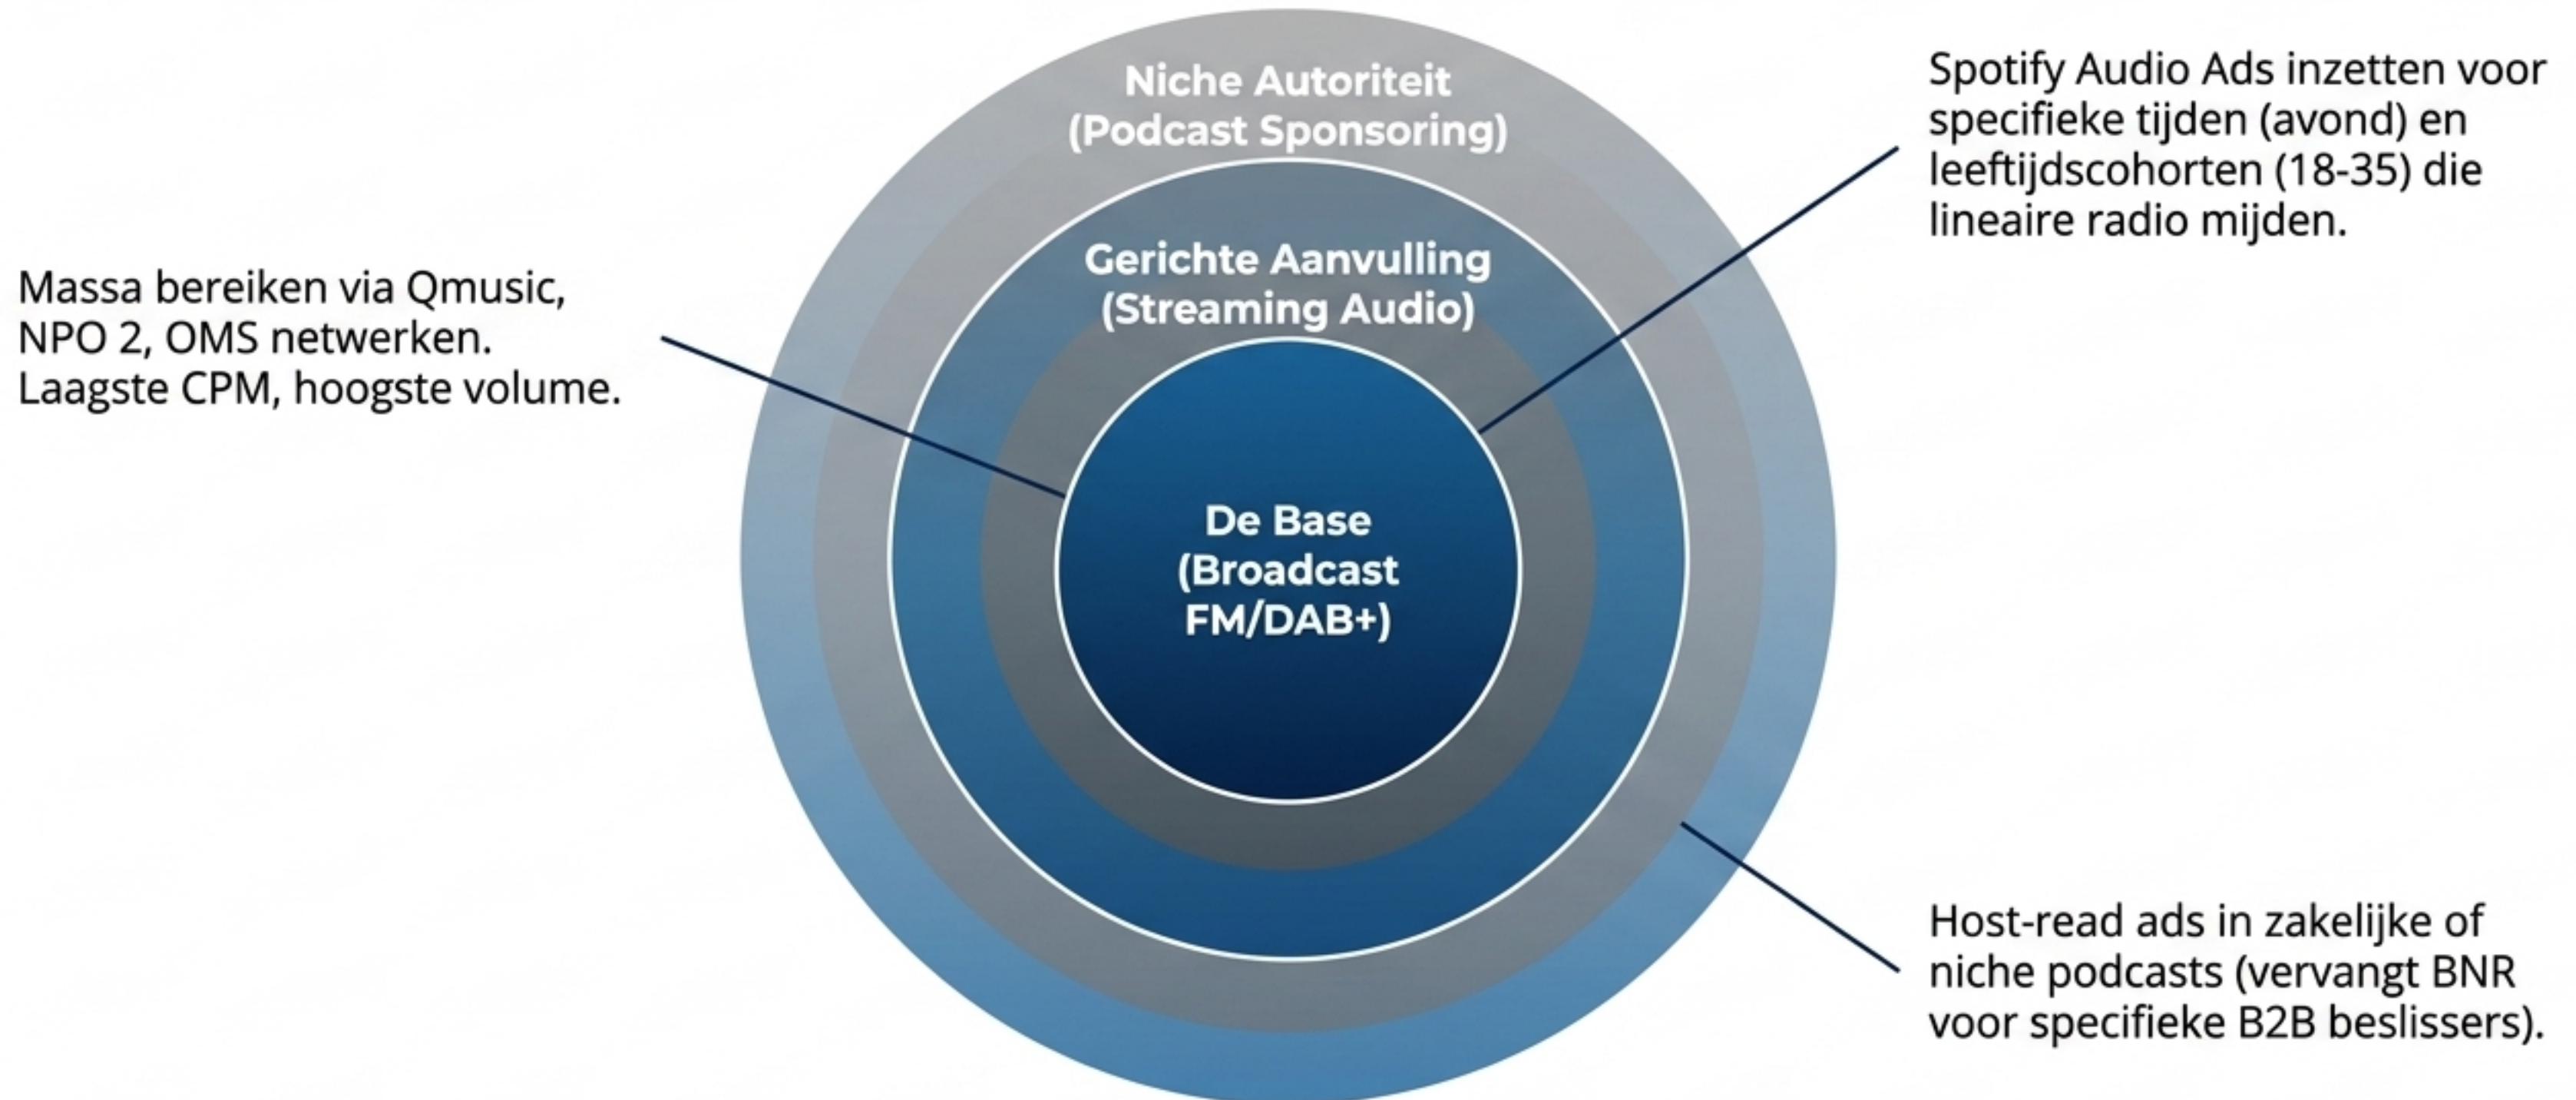 Niche Autoriteit
(Podcast Sponsoring)
Gerichte Aanvulling
(Streaming Audio)
De Base
(Broadcast
FM/DAB+)
Massa bereiken via Qmusic,
NPO 2, OMS netwerken.
Laagste CPM, hoogste volume.
Spotify Audio Ads inzetten voor
specifieke tijden (avond) en
leeftijdscohorten (18-35) die
lineaire radio mijden.
Host-read ads in zakelijke of
niche podcasts (vervangt BNR
voor specifieke B2B beslissers).